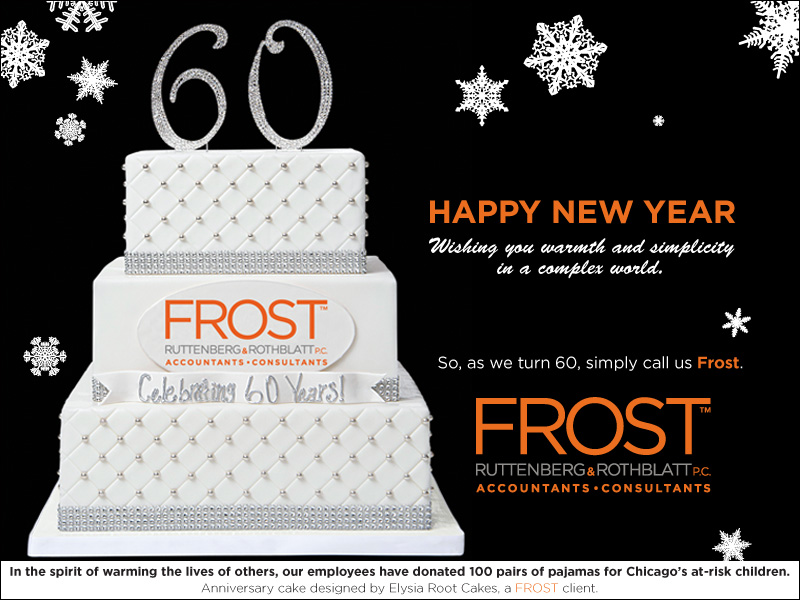 60
FROST™
RUTTENBERG & ROTHBLATT P.C.
ACCOUNTANTS • CONSULTANTS
Celebrating 60 Years!
HAPPY NEW YEAR
Wishing you warmth and simplicity
in a complex world.
So, as we turn 60, simply call us Frost.
FROST™
RUTTENBERG & ROTHBLATT P.C.
ACCOUNTANTS • CONSULTANTS
In the spirit of warming the lives of others, our employees have donated 100 pairs of pajamas for Chicago's at-risk children.
Anniversary cake designed by Elysia Root Cakes, a FROST client.